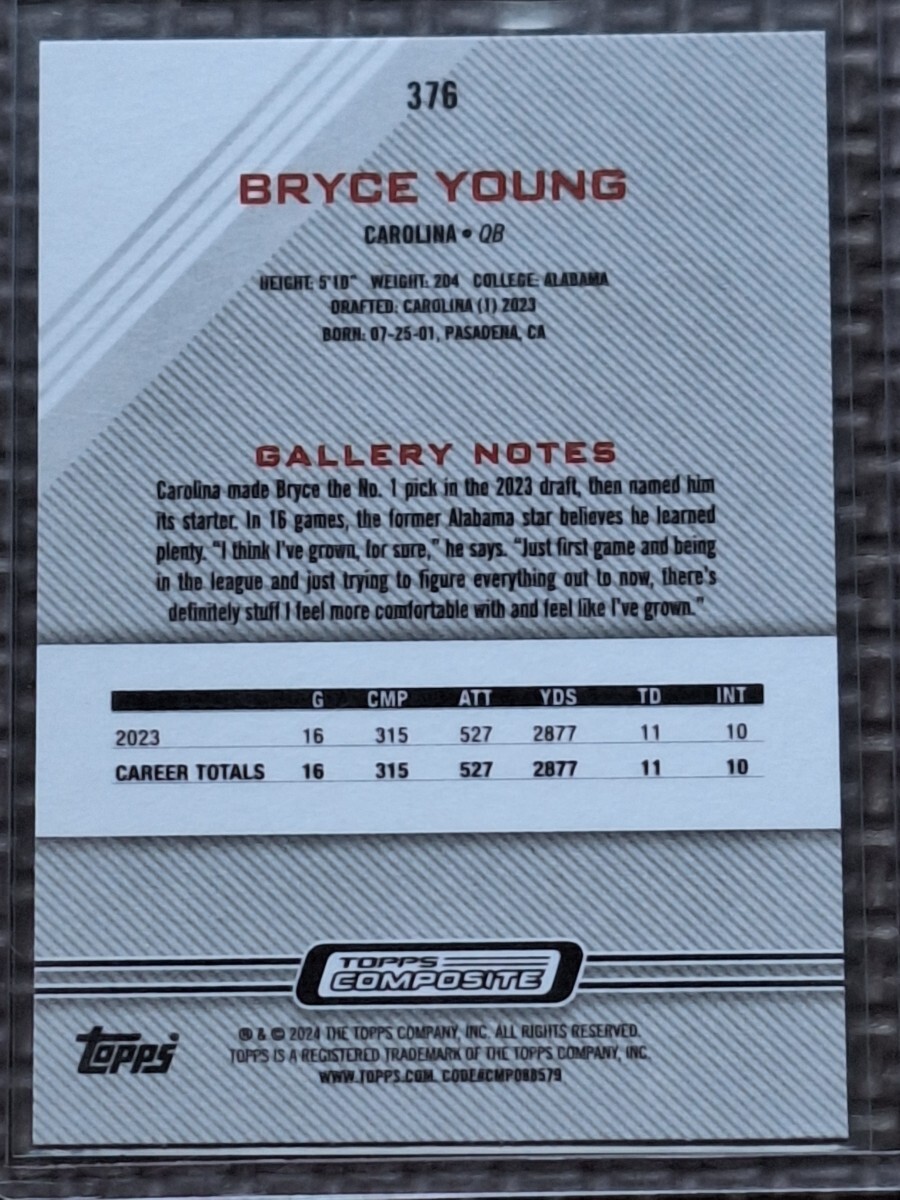 376
BRYCE YOUNG
CAROLINA • QB
HEIGHT: 5'10" WEIGHT: 204 COLLEGE: ALABAMA
DRAFTED: CAROLINA (1) 2023
BORN: 07-25-01, PASADENA, CA
GALLERY NOTES
Carolina made Bryce the No. 1 pick in the 2023 draft, then named him
its starter. In 16 games, the former Alabama star believes he learned
plenty. "I think I've grown, for sure," he says. "Just first game and being
in the league and just trying to figure everything out to now, there's
definitely stuff I feel more comfortable with and feel like I've grown."
G CMP ATT YDS TD INT
2023 16 315 527 2877 11 10
CAREER TOTALS 16 315 527 2877 11 10
TOPPS
COMPOSITE
topps
® & © 2024 THE TOPPS COMPANY, INC. ALL RIGHTS RESERVED.
TOPPS IS A REGISTERED TRADEMARK OF THE TOPPS COMPANY, INC.
WWW.TOPPS.COM. CODE#CMP088579